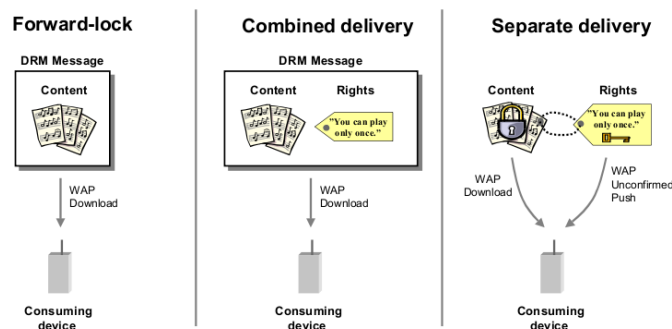 Forward-lock
DRM Message
Content
WAP
Download
Consuming
device
Combined delivery
DRM Message
Content
Rights
"You can play
only once."
WAP
Download
Consuming
device
Separate delivery
Content
Rights
"You can play
only once."
WAP
Download
WAP
Unconfirmed
Push
Consuming
device